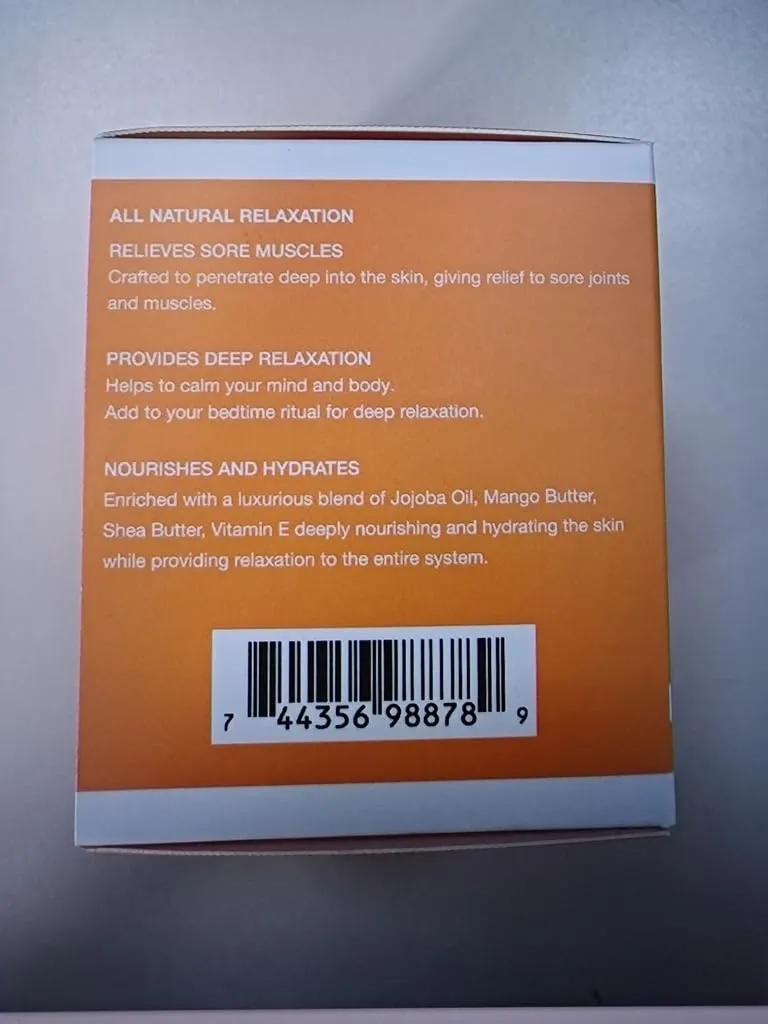 ALL NATURAL RELAXATION
RELIEVES SORE MUSCLES
Crafted to penetrate deep into the skin, giving relief to sore joints
and muscles.
PROVIDES DEEP RELAXATION
Helps to calm your mind and body.
Add to your bedtime ritual for deep relaxation.
NOURISHES AND HYDRATES
Enriched with a luxurious blend of Jojoba Oil, Mango Butter,
Shea Butter, Vitamin E deeply nourishing and hydrating the skin
while providing relaxation to the entire system.
7 44356 98878 9